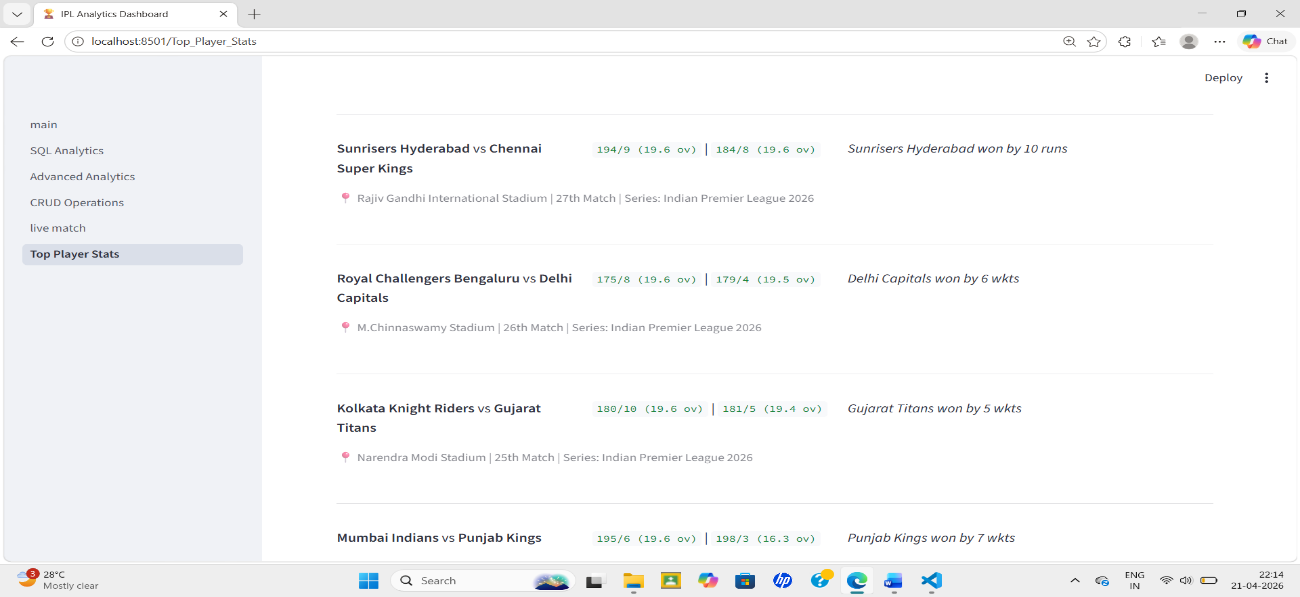 IPL Analytics Dashboard
localhost:8501/Top_Player_Stats
Chat
Deploy
main
SQL Analytics
Advanced Analytics
CRUD Operations
live match
Top Player Stats
Sunrisers Hyderabad vs Chennai Super Kings
194/9 (19.6 ov) | 184/8 (19.6 ov)
Sunrisers Hyderabad won by 10 runs
Rajiv Gandhi International Stadium | 27th Match | Series: Indian Premier League 2026
Royal Challengers Bengaluru vs Delhi Capitals
175/8 (19.6 ov) | 179/4 (19.5 ov)
Delhi Capitals won by 6 wkts
M.Chinnaswamy Stadium | 26th Match | Series: Indian Premier League 2026
Kolkata Knight Riders vs Gujarat Titans
180/10 (19.6 ov) | 181/5 (19.4 ov)
Gujarat Titans won by 5 wkts
Narendra Modi Stadium | 25th Match | Series: Indian Premier League 2026
Mumbai Indians vs Punjab Kings
195/6 (19.6 ov) | 198/3 (16.3 ov)
Punjab Kings won by 7 wkts
3
28°C
Mostly clear
Search
hp
ENG
IN
22:14
21-04-2026